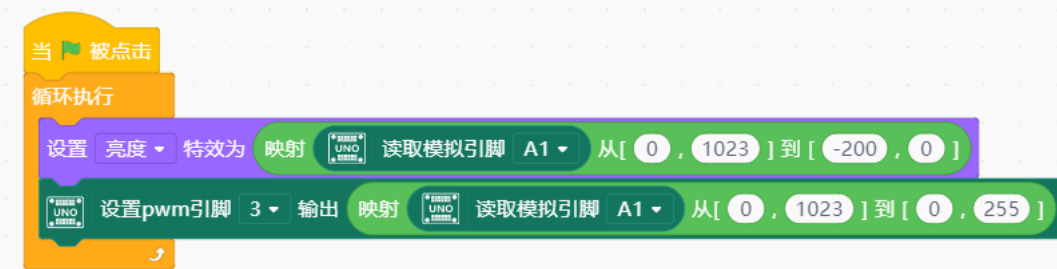 当 被点击
循环执行
设置 亮度 特效为 映射 UNO 读取模拟引脚 A1 从[ 0 , 1023 ] 到 [ -200 , 0 ]
UNO 设置pwm引脚 3 输出 映射 UNO 读取模拟引脚 A1 从[ 0 , 1023 ] 到 [ 0 , 255 ]